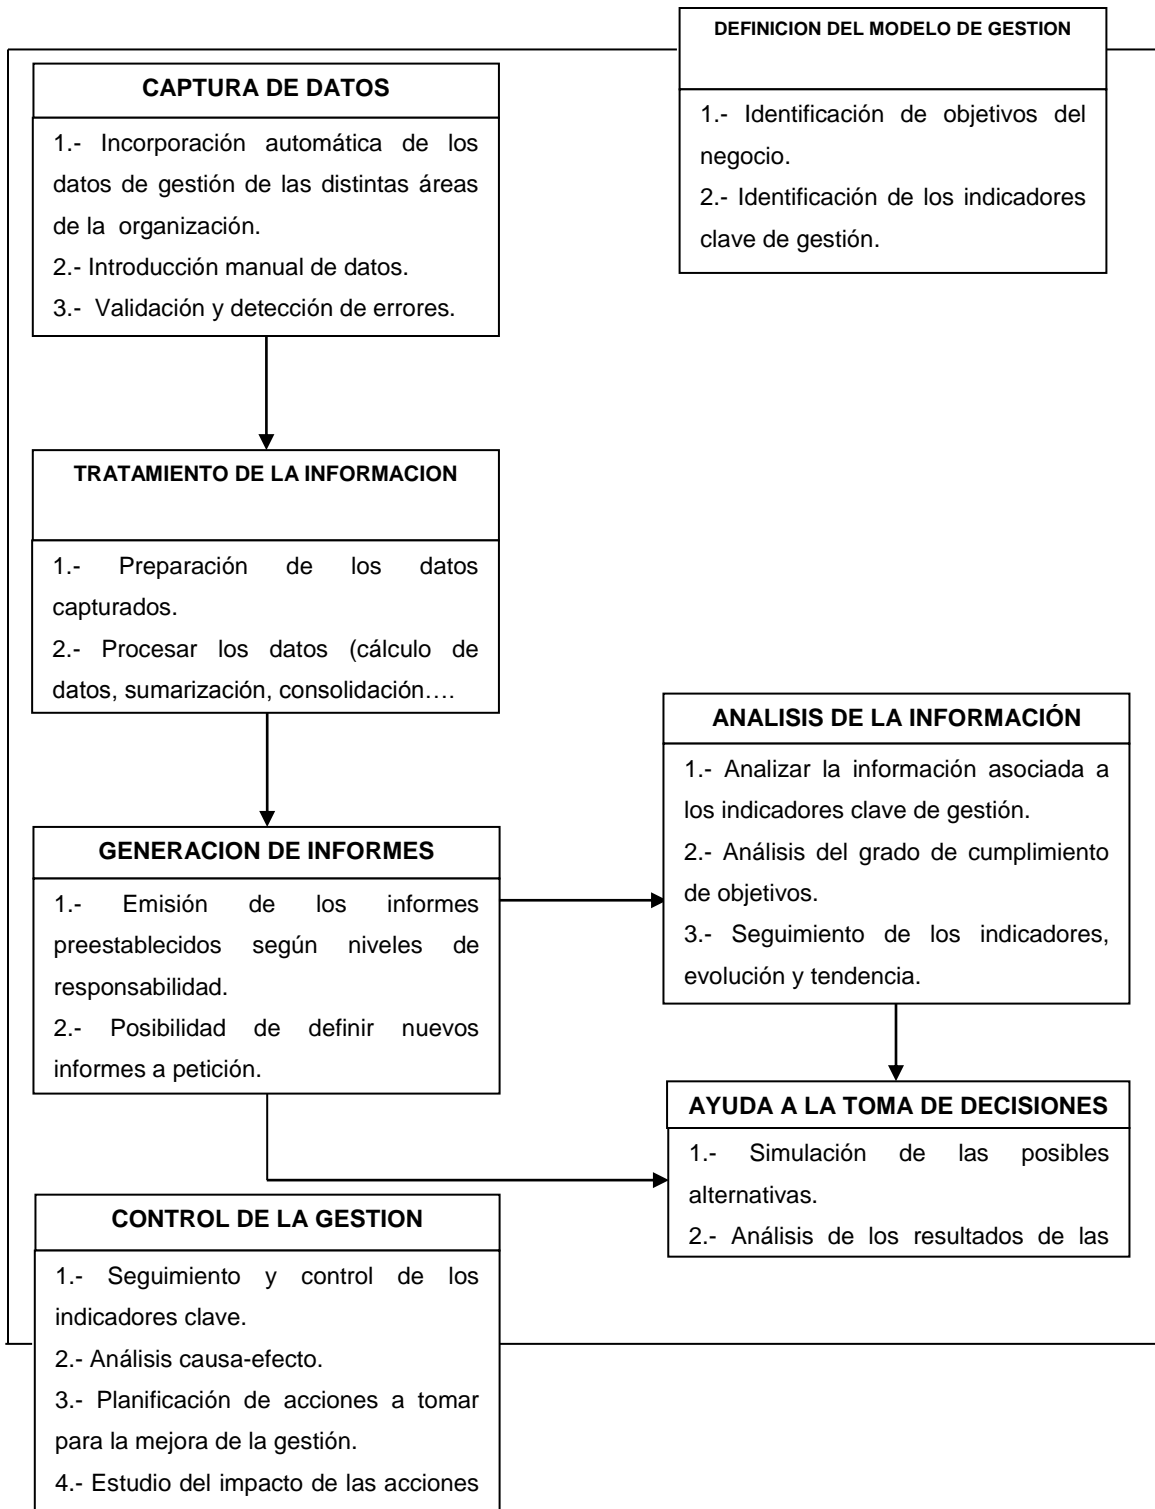 DEFINICION DEL MODELO DE GESTION
1.- Identificación de objetivos del
negocio.
2.- Identificación de los indicadores
clave de gestión.
CAPTURA DE DATOS
1.- Incorporación automática de los
datos de gestión de las distintas áreas
de la organización.
2.- Introducción manual de datos.
3.- Validación y detección de errores.
TRATAMIENTO DE LA INFORMACION
1.- Preparación de los datos
capturados.
2.- Procesar los datos (cálculo de
datos, sumarización, consolidación….
GENERACION DE INFORMES
1.- Emisión de los informes
preestablecidos según niveles de
responsabilidad.
2.- Posibilidad de definir nuevos
informes a petición.
ANALISIS DE LA INFORMACIÓN
1.- Analizar la información asociada a
los indicadores clave de gestión.
2.- Análisis del grado de cumplimiento
de objetivos.
3.- Seguimiento de los indicadores,
evolución y tendencia.
AYUDA A LA TOMA DE DECISIONES
1.- Simulación de las posibles
alternativas.
2.- Análisis de los resultados de las
CONTROL DE LA GESTION
1.- Seguimiento y control de los
indicadores clave.
2.- Análisis causa-efecto.
3.- Planificación de acciones a tomar
para la mejora de la gestión.
4.- Estudio del impacto de las acciones